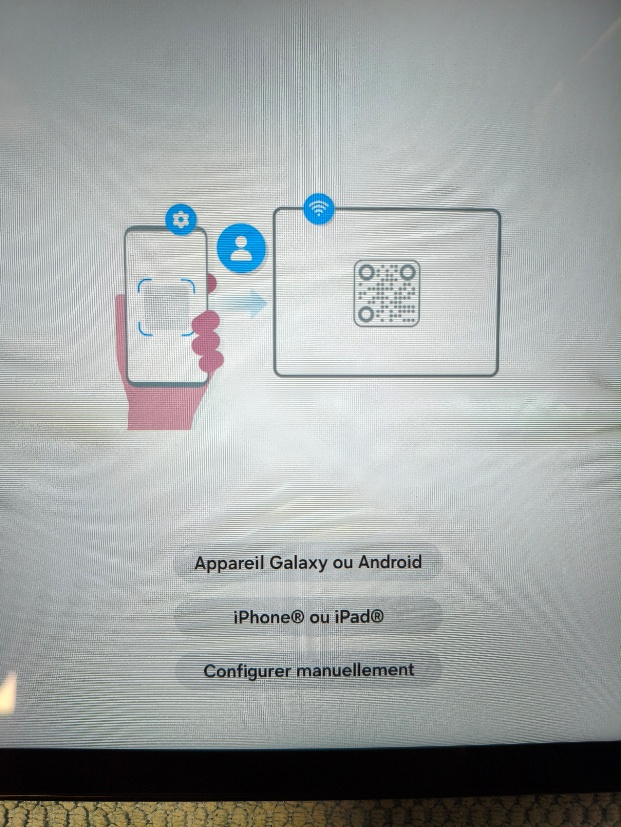 Appareil Galaxy ou Android
iPhone® ou iPad®
Configurer manuellement